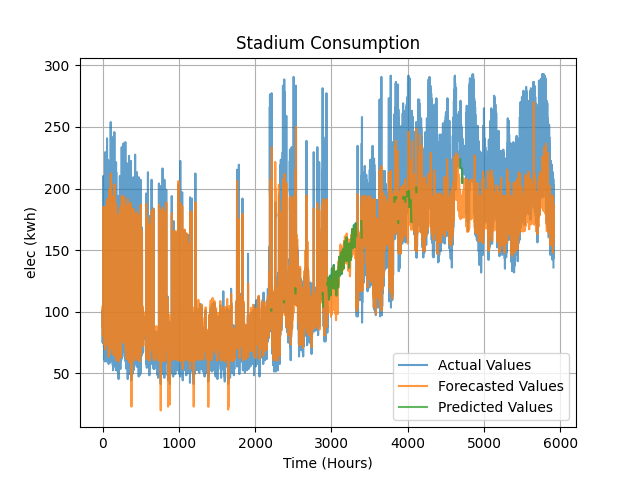 Stadium Consumption
300
250
200
150
100
50
elec (kwh)
0 1000 2000 3000 4000 5000 6000
Time (Hours)
Actual Values
Forecasted Values
Predicted Values